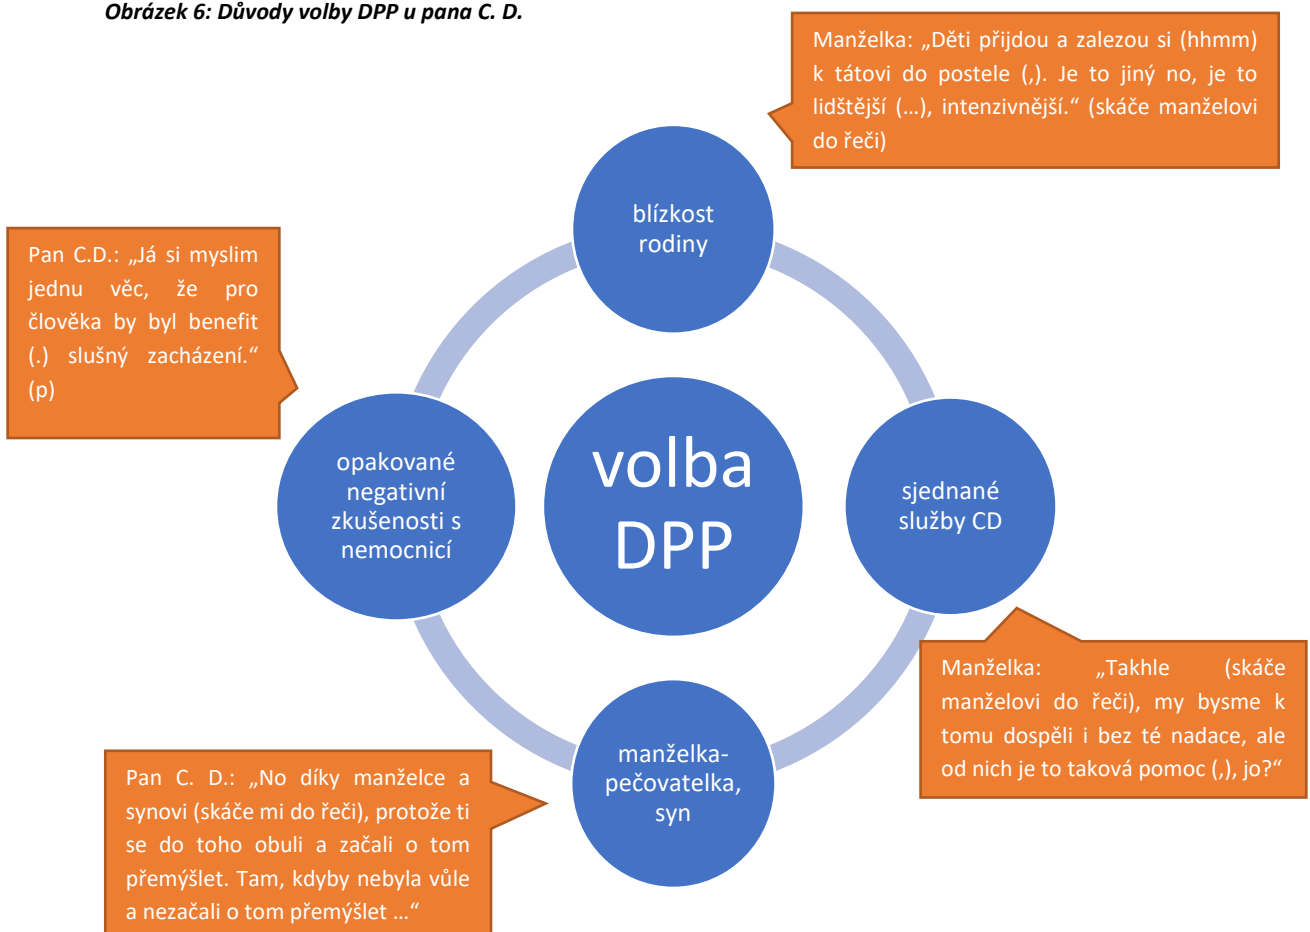 Obrázek 6: Důvody volby DPP u pana C. D.
Manželka: „Děti přijdou a zalezou si (hhmm)
k tátovi do postele (,). Je to jiný no, je to
lidštější (…), intenzivnější.“ (skáče manželovi
do řeči)
blízkost
rodiny
Pan C.D.: „Já si myslim
jednu věc, že pro
člověka by byl benefit
(.) slušný zacházení.“
(p)
opakované
negativní
zkušenosti s
nemocnicí
volba
DPP
sjednané
služby CD
Manželka: „Takhle (skáče
manželovi do řeči), my bysme k
tomu dospěli i bez té nadace, ale
od nich je to taková pomoc (,), jo?“
manželka-
pečovatelka,
syn
Pan C. D.: „No díky manželce a
synovi (skáče mi do řeči), protože ti
se do toho obuli a začali o tom
přemýšlet. Tam, kdyby nebyla vůle
a nezačali o tom přemýšlet …“